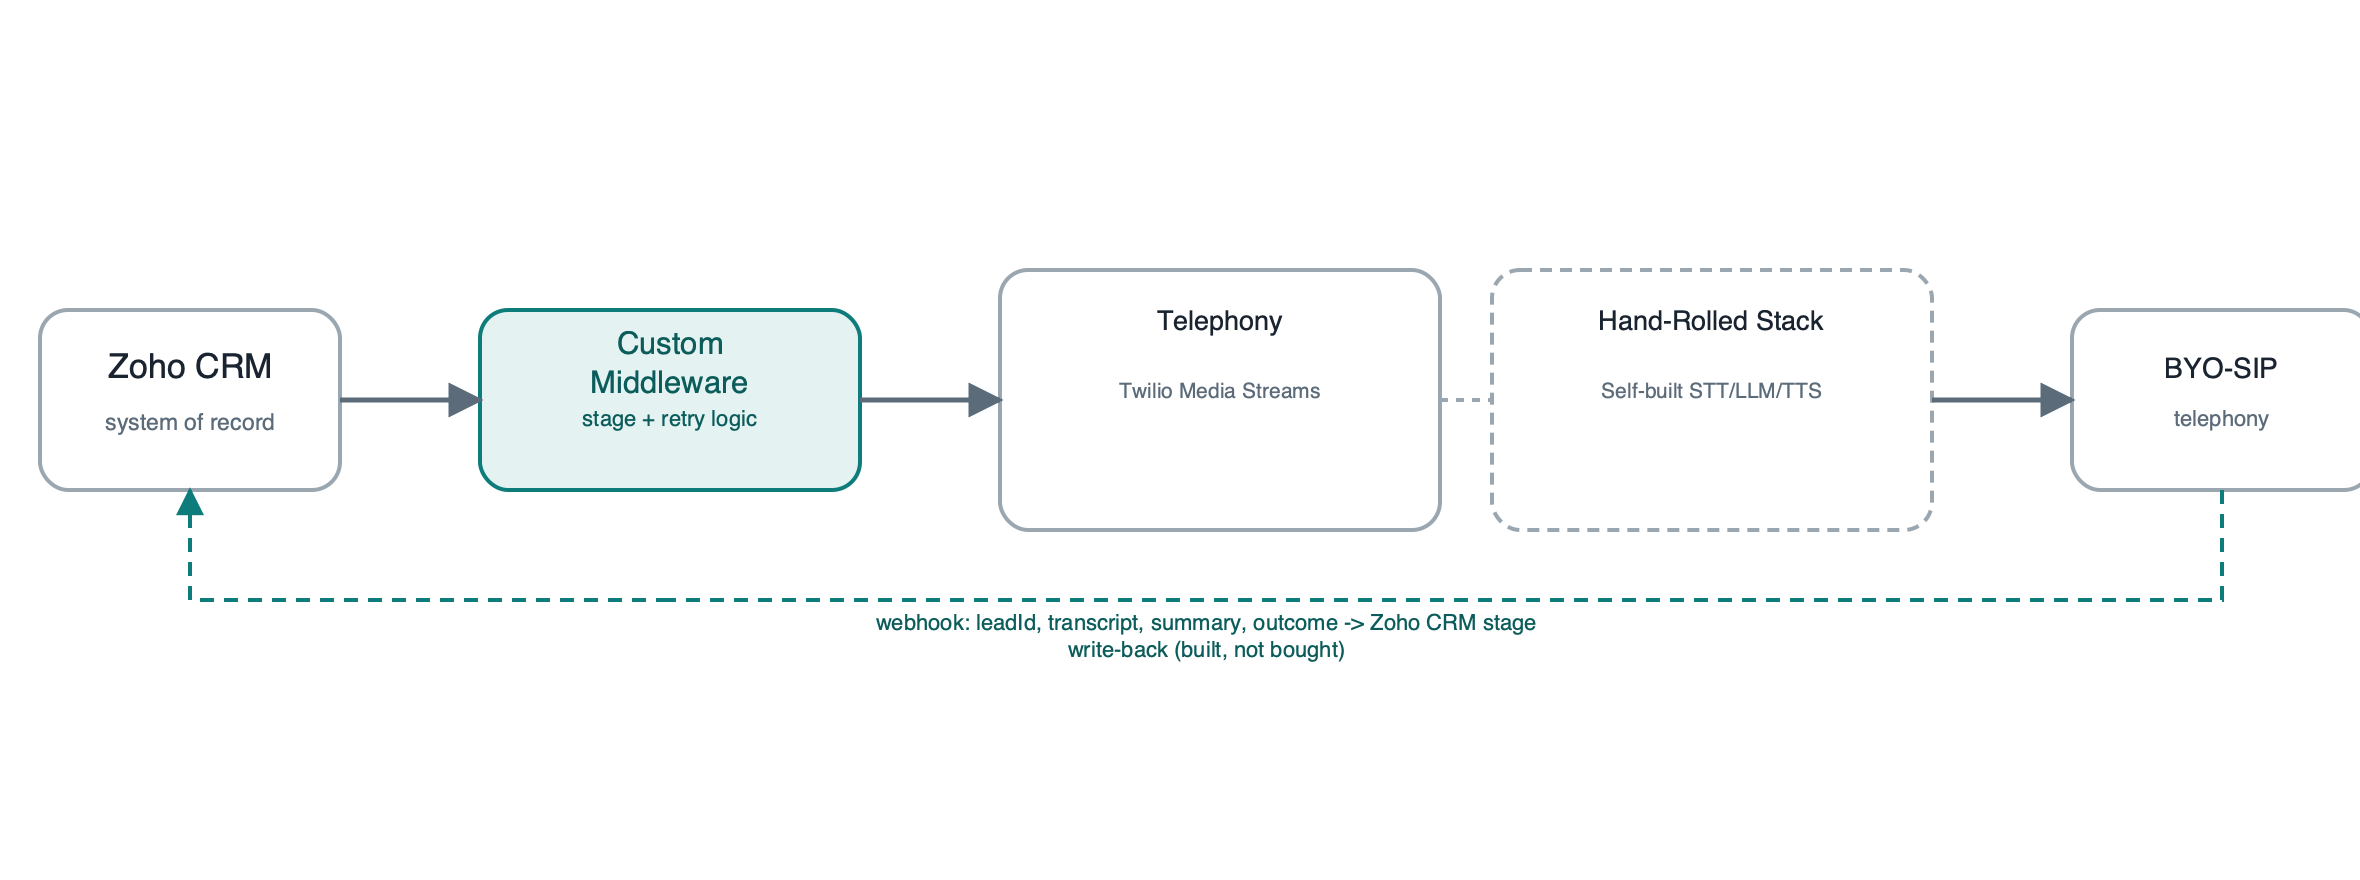 Zoho CRM
system of record
Custom
Middleware
stage + retry logic
Telephony
Twilio Media Streams
Hand-Rolled Stack
Self-built STT/LLM/TTS
BYO-SIP
telephony
webhook: leadId, transcript, summary, outcome -> Zoho CRM stage
write-back (built, not bought)